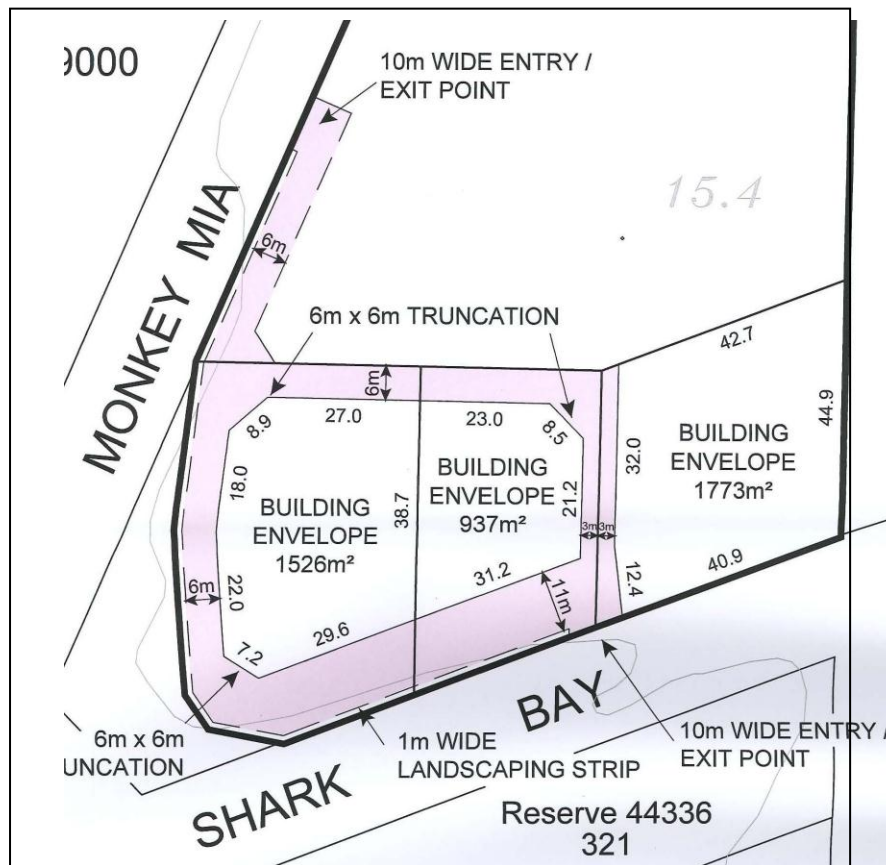 9000
10m WIDE ENTRY /
EXIT POINT
15.4
MONKEY MIA
6m
6m x 6m TRUNCATION
42.7
6m
27.0
23.0
8.9
8.5
44.9
32.0
BUILDING
ENVELOPE
1773m²
18.0
BUILDING
ENVELOPE
937m²
21.2
38.7
BUILDING
ENVELOPE
1526m²
3m
3m
40.9
6m
22.0
31.2
11m
12.4
29.6
7.2
6m x 6m
UNCATION
1m WIDE
LANDSCAPING STRIP
10m WIDE ENTRY /
EXIT POINT
SHARK BAY
Reserve 44336
321